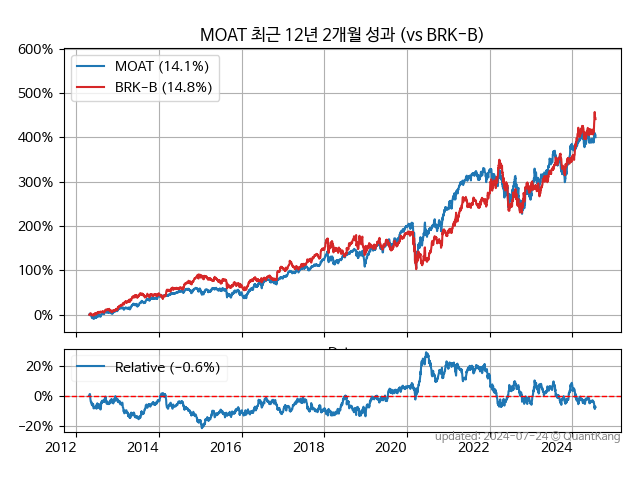 MOAT 최근 12년 2개월 성과 (vs BRK-B)
600%
500%
400%
300%
200%
100%
0%
MOAT (14.1%)
BRK-B (14.8%)
20%
0%
-20%
Relative (-0.6%)
2012 2014 2016 2018 2020 2022 2024
updated: 2024-07-24 © QuantKang